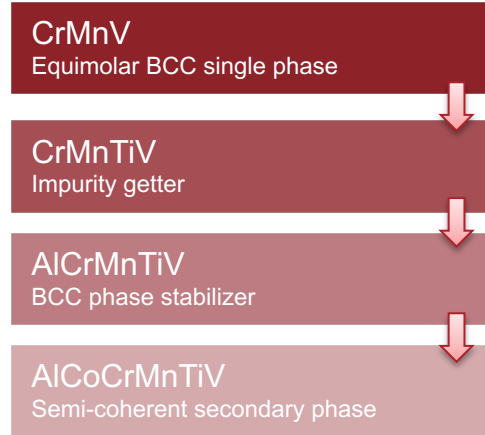 CrMnV
Equimolar BCC single phase
CrMnTiV
Impurity getter
AlCrMnTiV
BCC phase stabilizer
AlCoCrMnTiV
Semi-coherent secondary phase